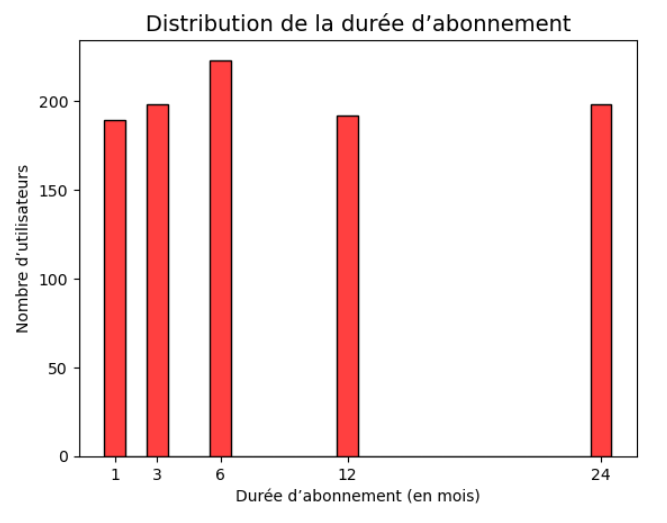 Distribution de la durée d’abonnement
Nombre d’utilisateurs
200
150
100
50
0
1 3 6 12 24
Durée d’abonnement (en mois)